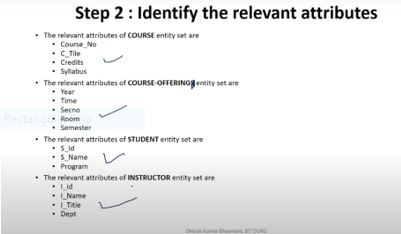 Step 2 : Identify the relevant attributes
• The relevant attributes of COURSE entity set are
• Course_No
• C_Tile
• Credits
• Syllabus
• The relevant attributes of COURSE-OFFERINGS entity set are
• Year
• Time
• Secno
• Room
• Semester
• The relevant attributes of STUDENT entity set are
• S_Id
• S_Name
• Program
• The relevant attributes of INSTRUCTOR entity set are
• I_id
• I_Name
• I_Title
• Dept
Dinesh Kumar Bhawnani, BIT DURG